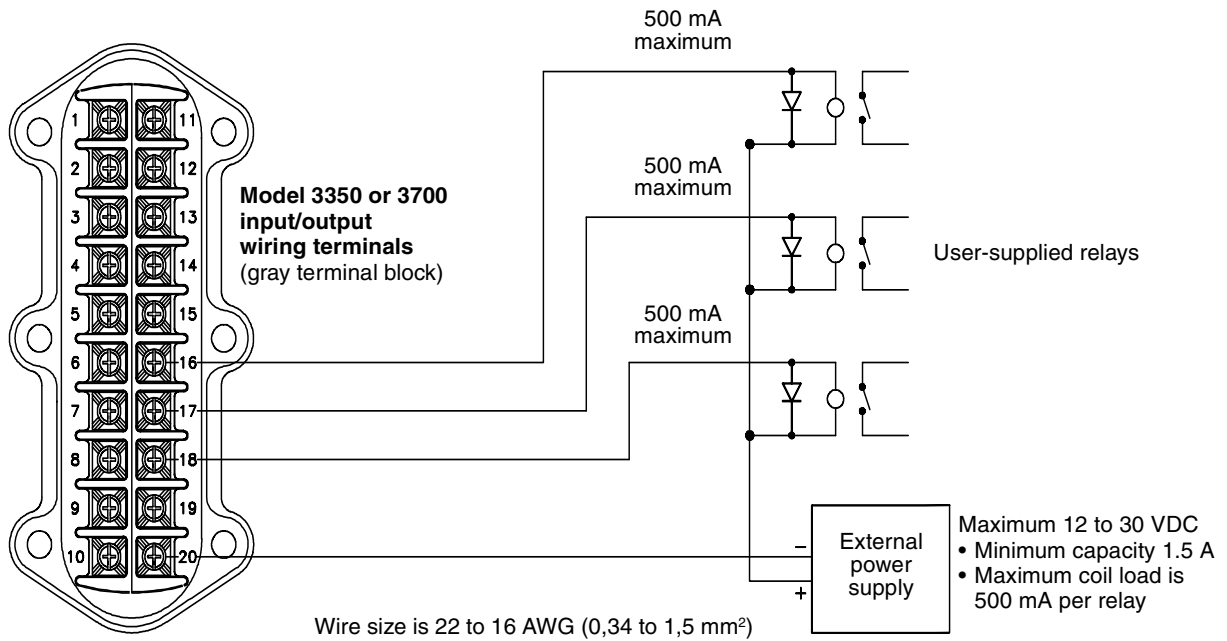 500 mA
maximum
1 11
2 12
3 13
4 14
5 15
6 16
7 17
8 18
9 19
10 20
Model 3350 or 3700
input/output
wiring terminals
(gray terminal block)
500 mA
maximum
User-supplied relays
500 mA
maximum
External
power
supply
–
+
Maximum 12 to 30 VDC
• Minimum capacity 1.5 A
• Maximum coil load is
500 mA per relay
Wire size is 22 to 16 AWG (0,34 to 1,5 mm²)